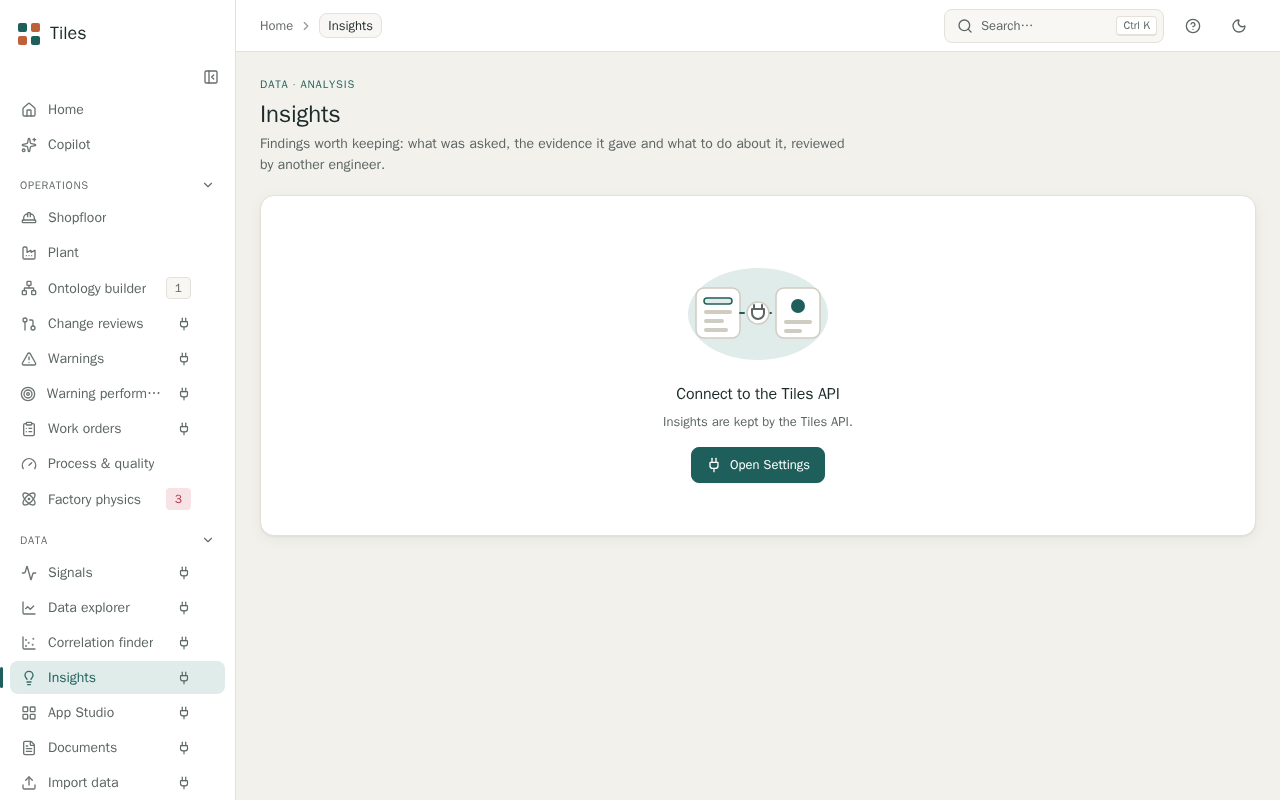 Tiles
Home
Copilot
OPERATIONS
Shopfloor
Plant
Ontology builder 1
Change reviews
Warnings
Warning perform…
Work orders
Process & quality
Factory physics 3
DATA
Signals
Data explorer
Correlation finder
Insights
App Studio
Documents
Import data
Home Insights
Search… Ctrl K
DATA · ANALYSIS
Insights
Findings worth keeping: what was asked, the evidence it gave and what to do about it, reviewed
by another engineer.
Connect to the Tiles API
Insights are kept by the Tiles API.
Open Settings